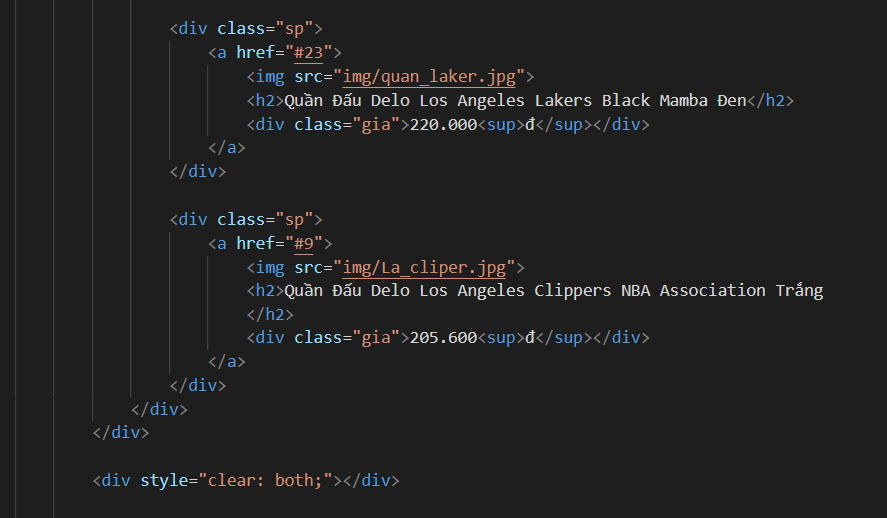 <div class="sp">
<a href="#23">
<img src="img/quan_laker.jpg">
<h2>Quần Đấu Delo Los Angeles Lakers Black Mamba Đen</h2>
<div class="gia">220.000<sup>đ</sup></div>
</a>
</div>
<div class="sp">
<a href="#9">
<img src="img/La_cliper.jpg">
<h2>Quần Đấu Delo Los Angeles Clippers NBA Association Trắng
</h2>
<div class="gia">205.600<sup>đ</sup></div>
</a>
</div>
</div>
</div>
<div style="clear: both;"></div>